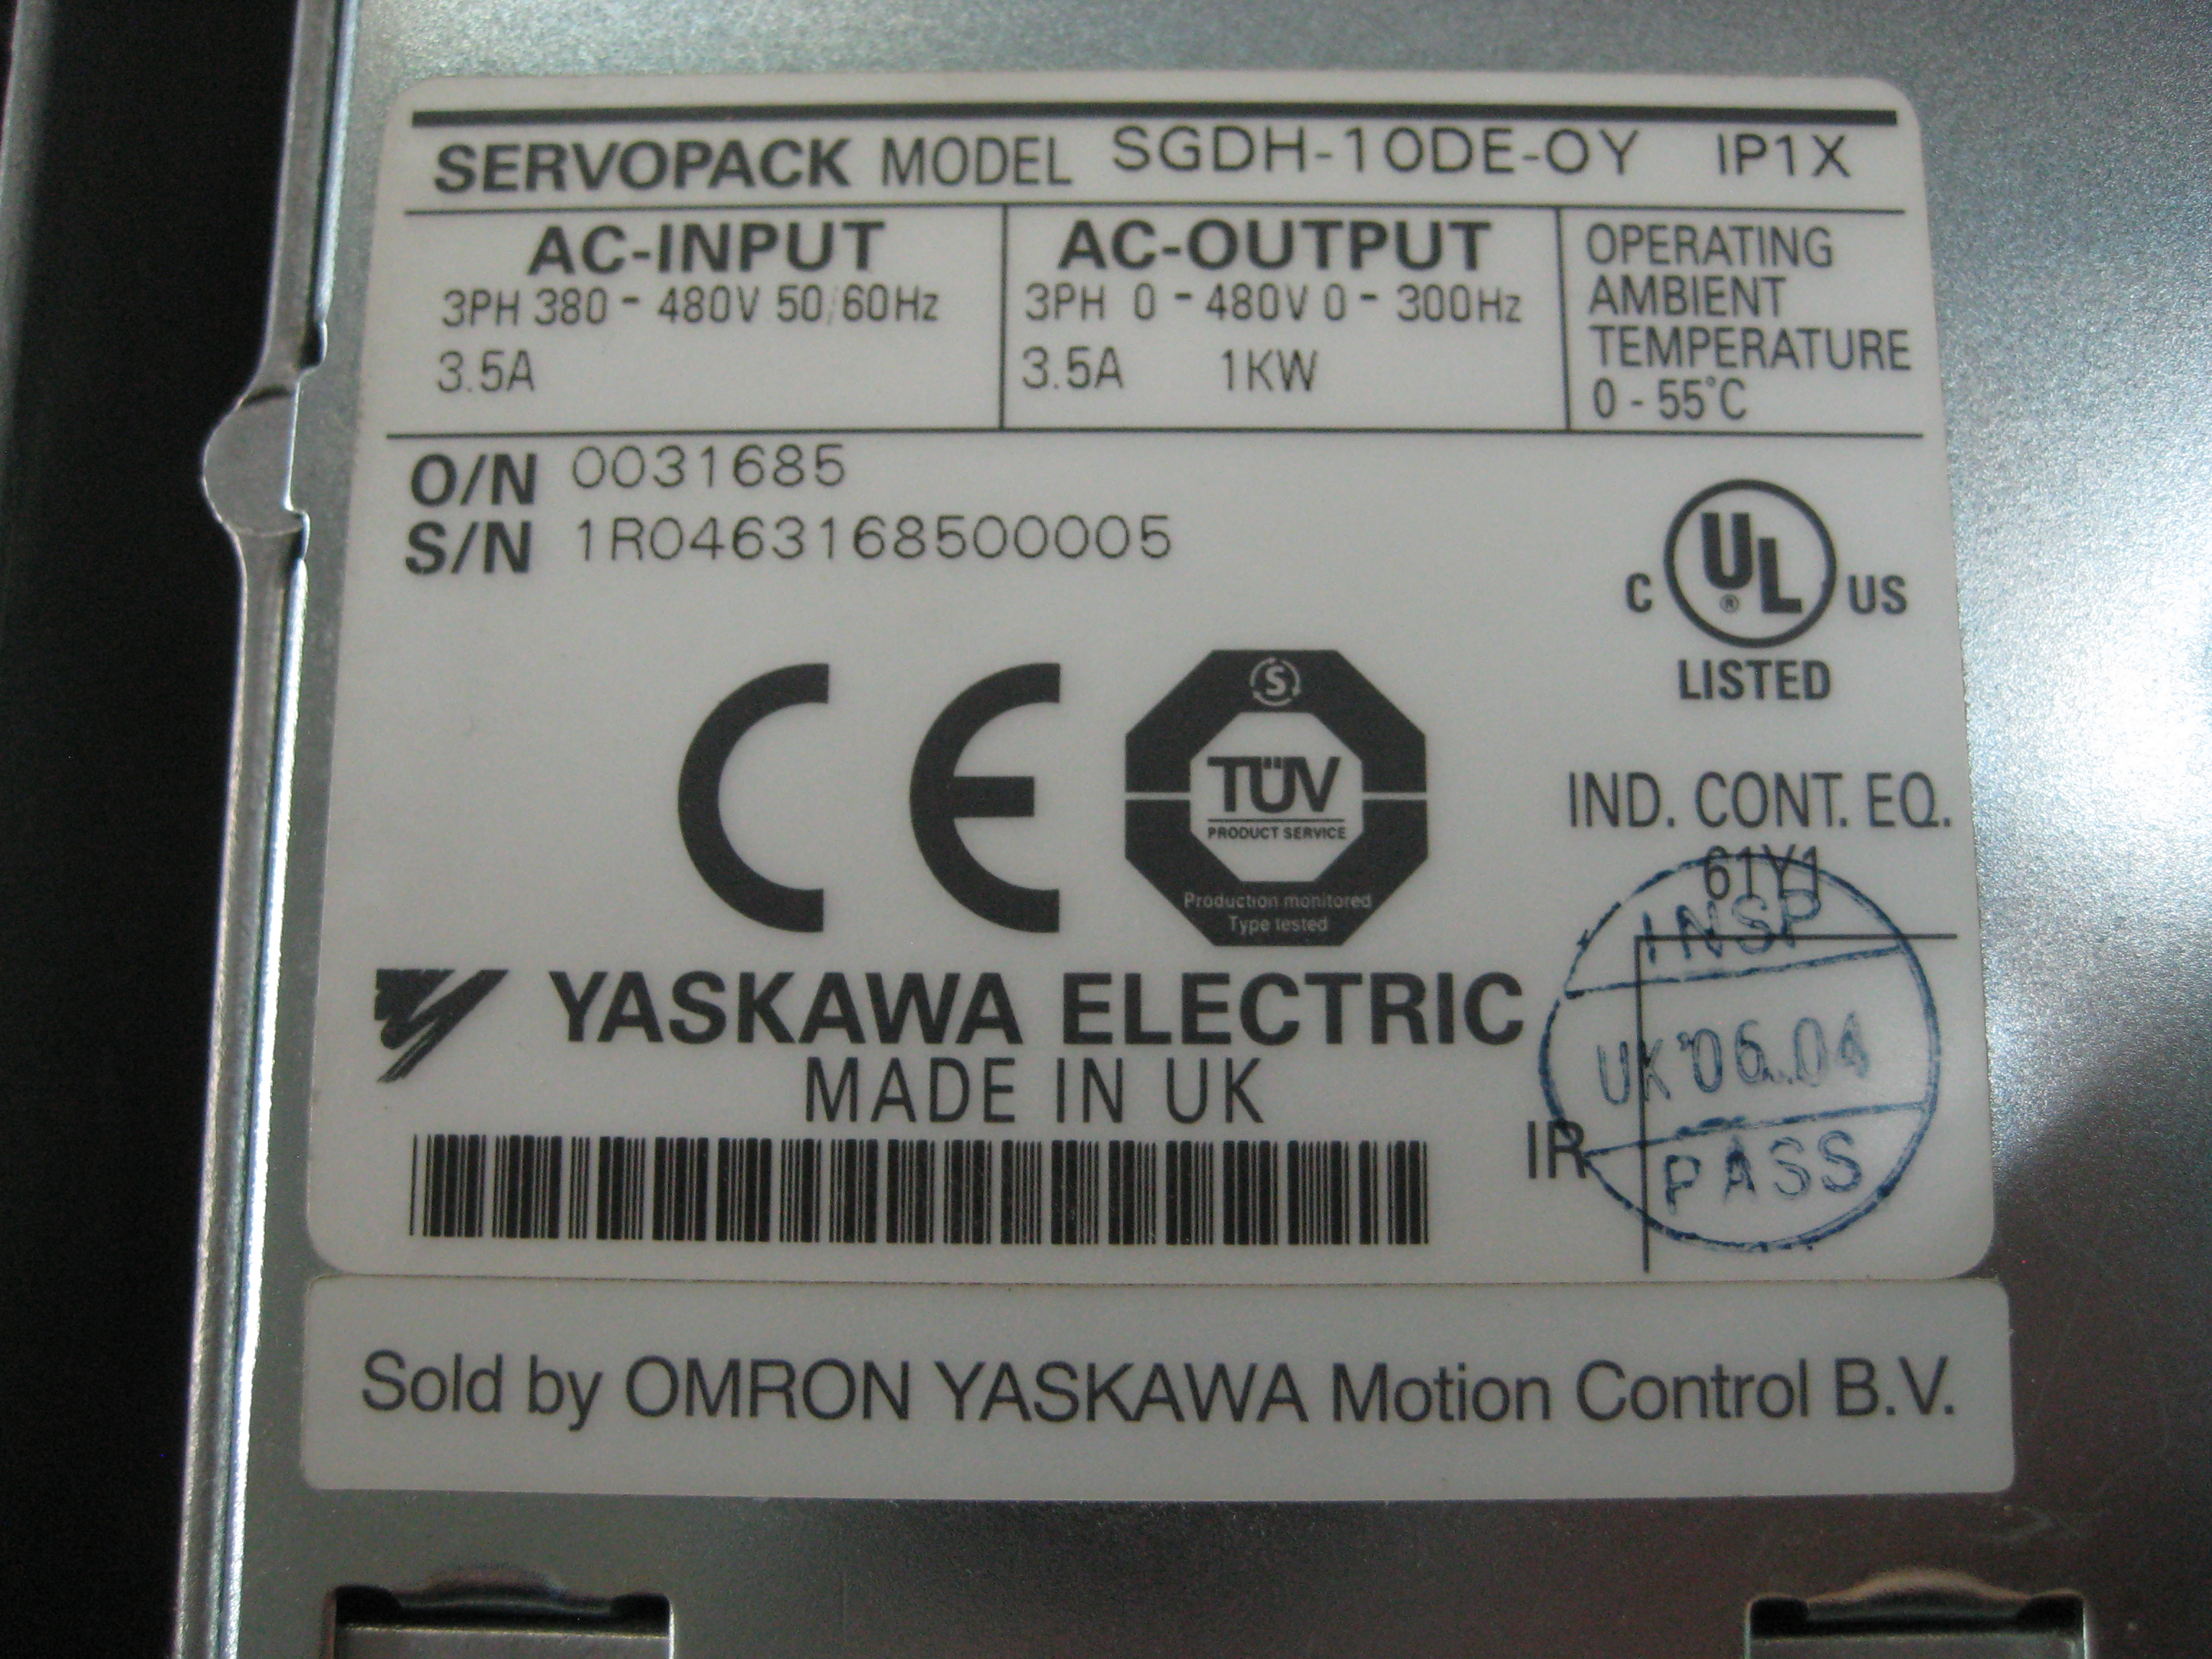 SERVOPACK MODEL SGDH-10DE-OY IP1X
AC-INPUT
3PH 380 - 480V 50/60Hz
3.5A
AC-OUTPUT
3PH 0 - 480V 0 - 300Hz
3.5A 1KW
OPERATING
AMBIENT
TEMPERATURE
0 - 55°C
O/N 0031685
S/N 1R0463168500005
C UL ® US
LISTED
CE
S
TÜV
PRODUCT SERVICE
Production monitored
Type tested
IND. CONT. EQ.
61Y1
YASKAWA ELECTRIC
MADE IN UK
INSP
UK '06.04
PASS
IR
Sold by OMRON YASKAWA Motion Control B.V.